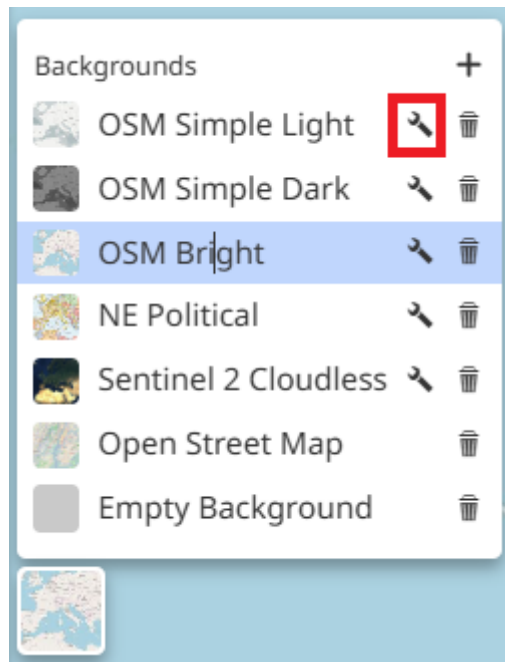 Backgrounds
OSM Simple Light
OSM Simple Dark
OSM Bright
NE Political
Sentinel 2 Cloudless
Open Street Map
Empty Background